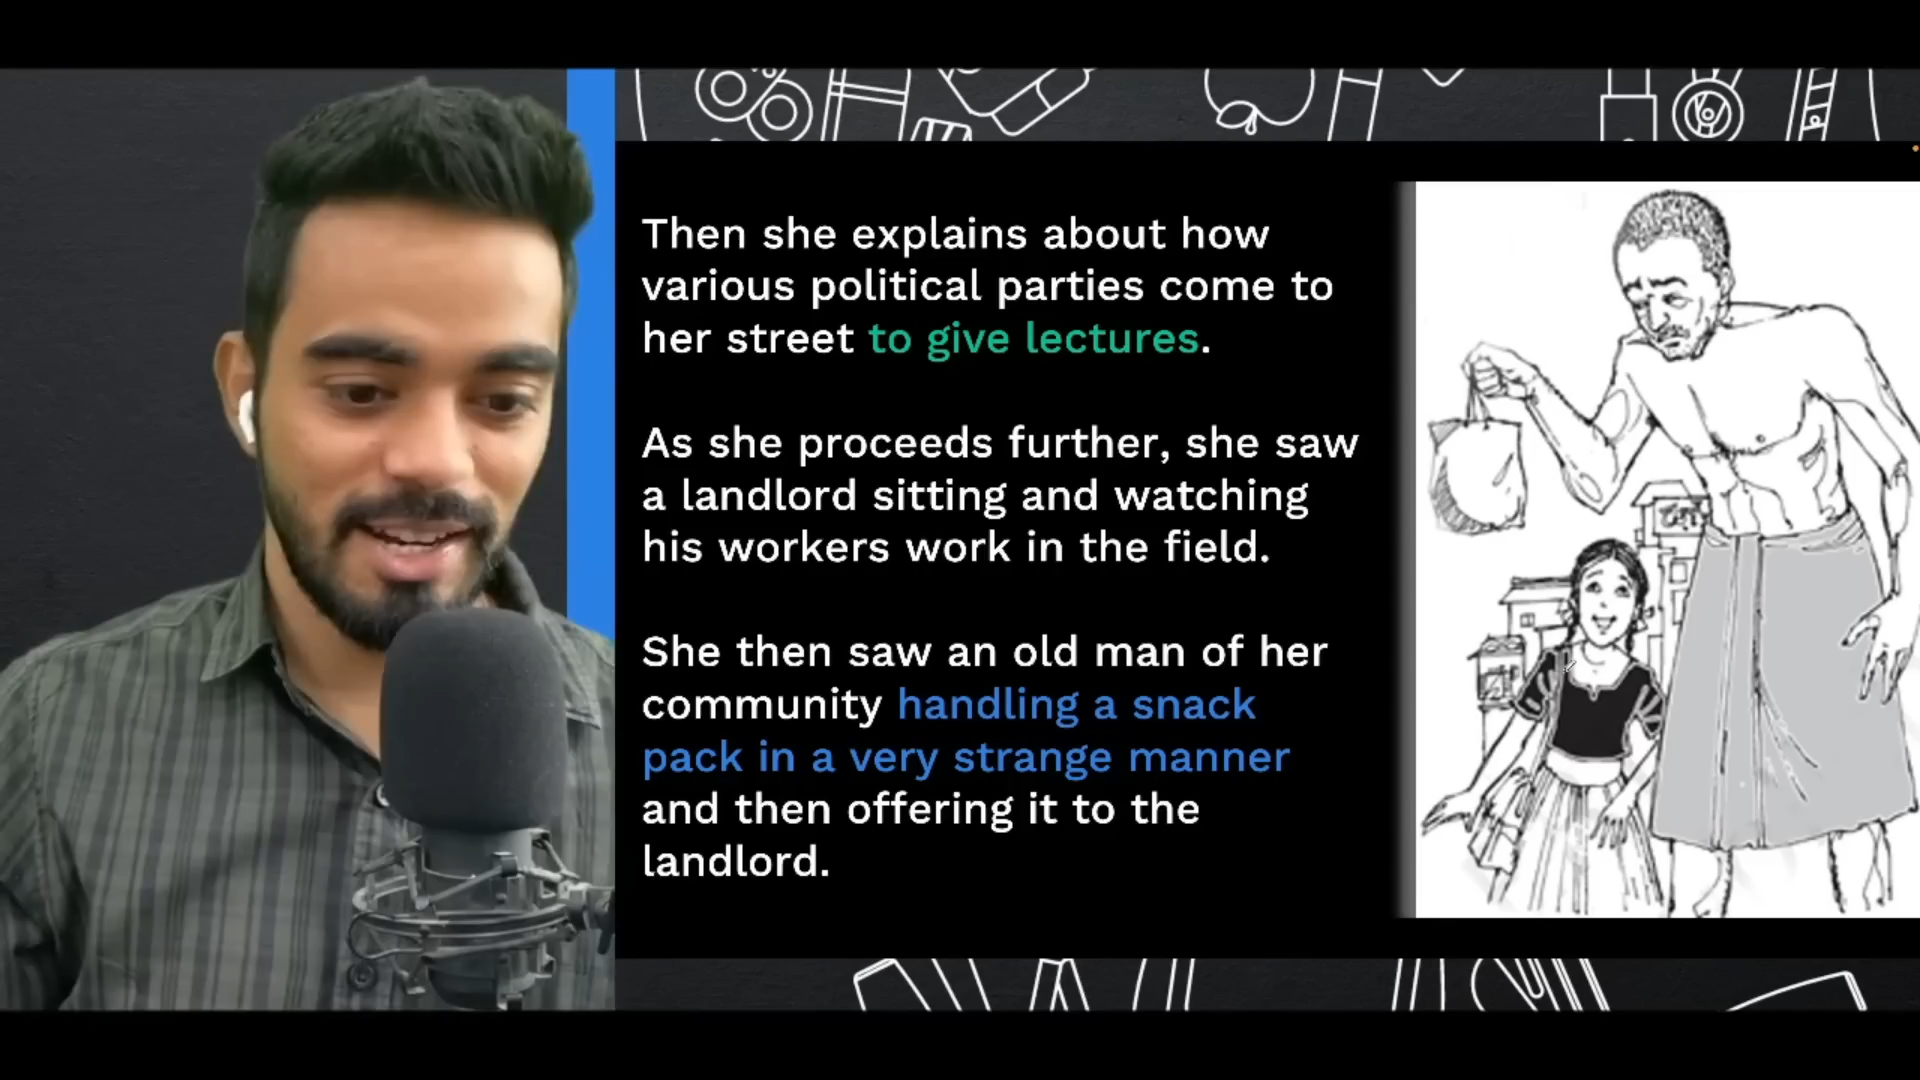 Then she explains about how
various political parties come to
her street to give lectures.
As she proceeds further, she saw
a landlord sitting and watching
his workers work in the field.
She then saw an old man of her
community handling a snack
pack in a very strange manner
and then offering it to the
landlord.